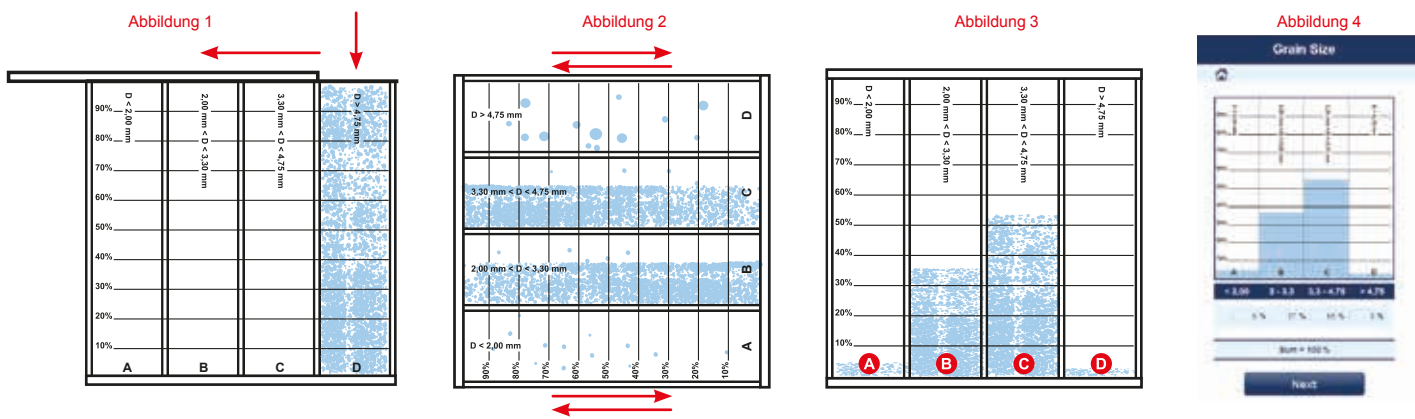 Abbildung 1
90%
80%
70%
60%
50%
40%
30%
20%
10%
D < 2,00 mm
2,00 mm < D < 3,30 mm
3,30 mm < D < 4,75 mm
D > 4,75 mm
A
B
C
D
Abbildung 2
D > 4,75 mm
D
3,30 mm < D < 4,75 mm
C
2,00 mm < D < 3,30 mm
B
D < 2,00 mm
A
90%
80%
70%
60%
50%
40%
30%
20%
10%
Abbildung 3
90%
80%
70%
60%
50%
40%
30%
20%
10%
D < 2,00 mm
2,00 mm < D < 3,30 mm
3,30 mm < D < 4,75 mm
D > 4,75 mm
A
B
C
D
Abbildung 4
Grain Size
A B C D
< 2,00 2 - 3,3 3,3 - 4,75 > 4,75
Sum = 100 %
Next